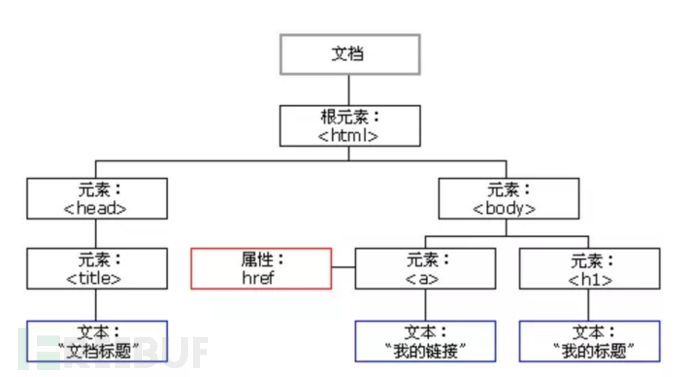 文档
根元素：
<html>
元素：
<head>
元素：
<body>
元素：
<title>
属性：
href
元素：
<a>
元素：
<h1>
文本：
“文档标题”
文本：
“我的链接”
文本：
“我的标题”
FREEBUF